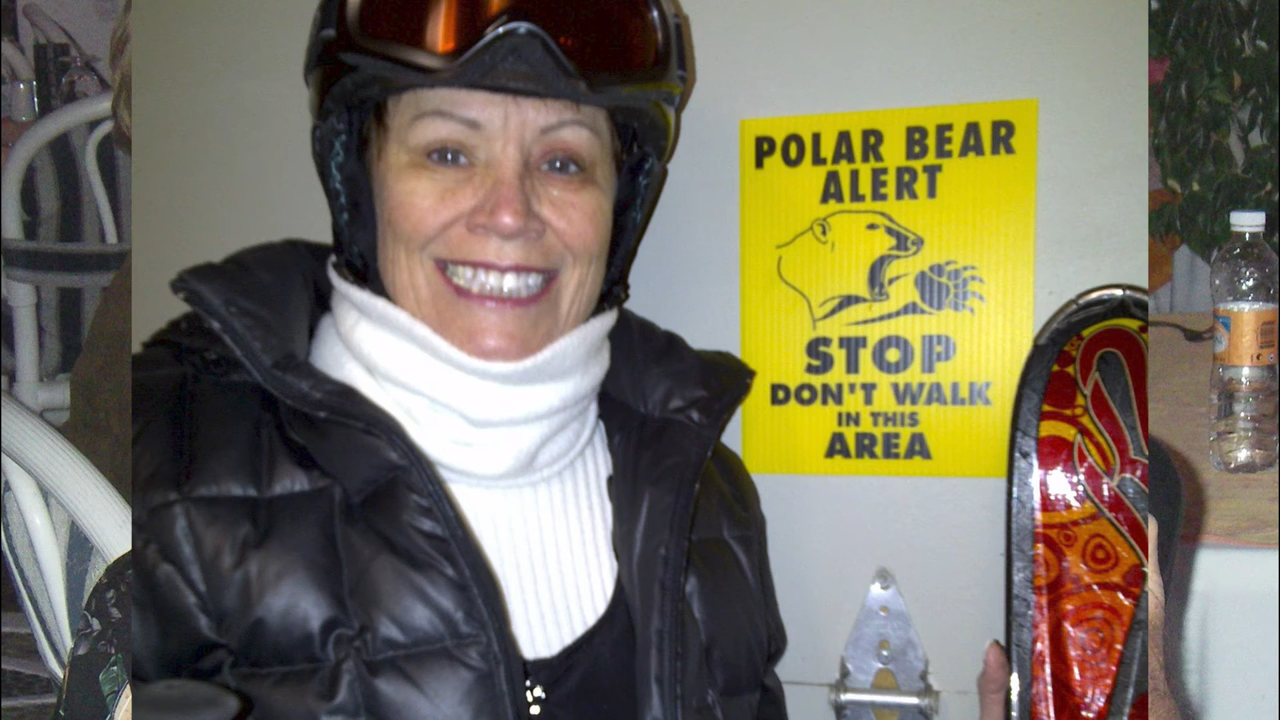 POLAR BEAR
ALERT
STOP
DON'T WALK
IN THIS
AREA